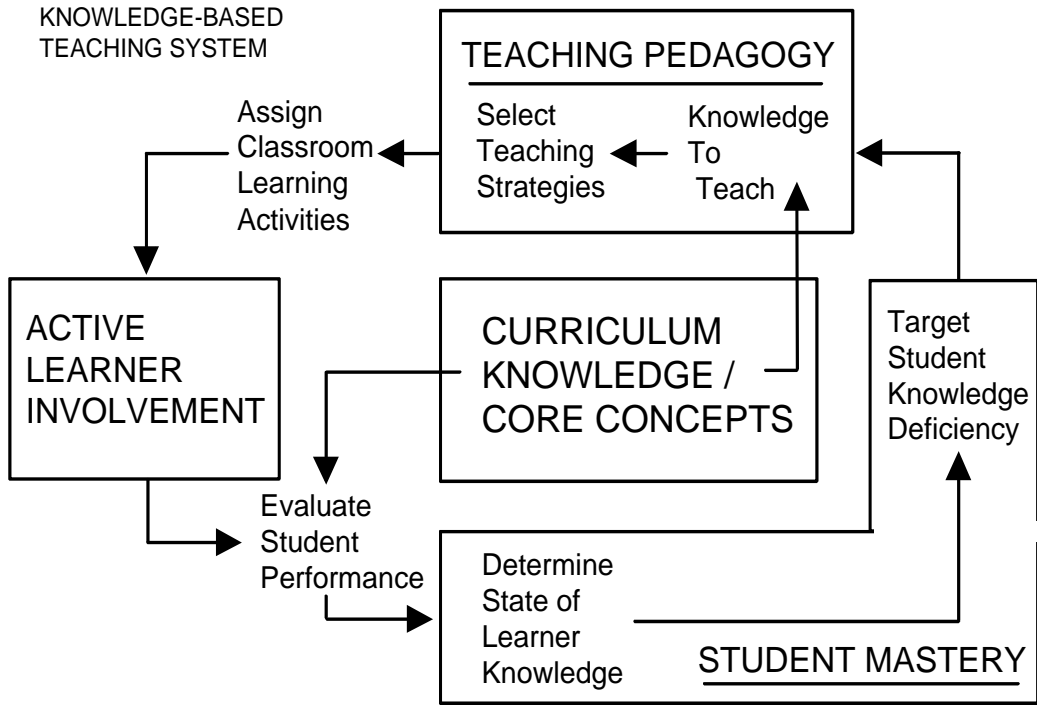 KNOWLEDGE-BASED
TEACHING SYSTEM
TEACHING PEDAGOGY
Select
Teaching
Strategies
Knowledge
To
Teach
Assign
Classroom
Learning
Activities
ACTIVE
LEARNER
INVOLVEMENT
CURRICULUM
KNOWLEDGE /
CORE CONCEPTS
Target
Student
Knowledge
Deficiency
Evaluate
Student
Performance
Determine
State of
Learner
Knowledge
STUDENT MASTERY